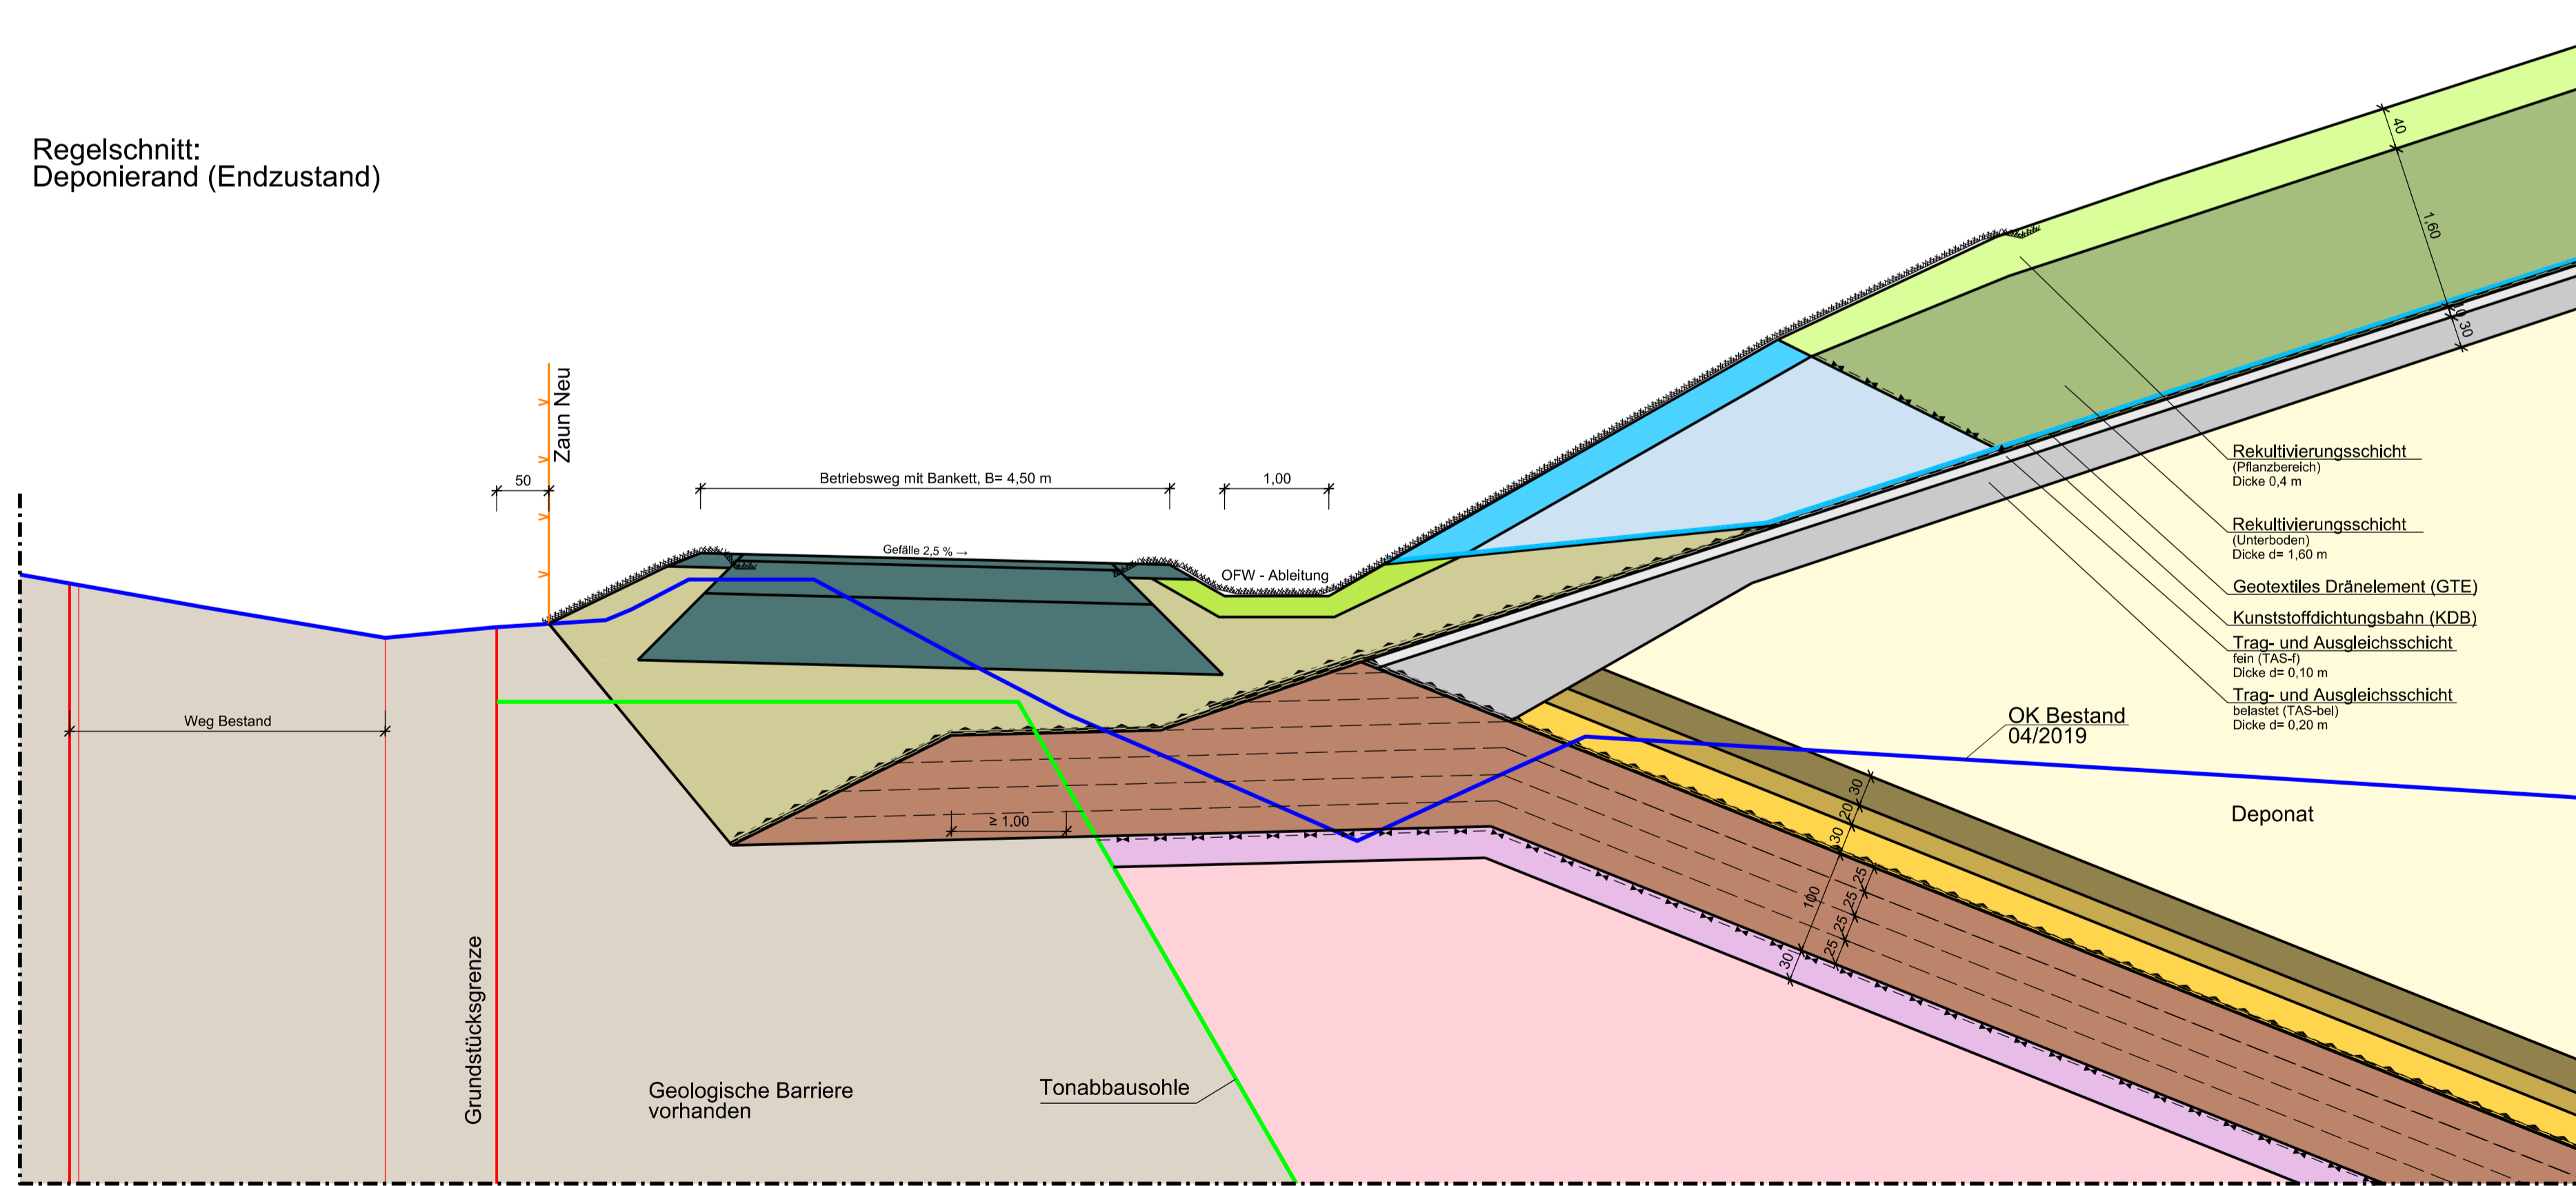 Regelschnitt:
Deponierand (Endzustand)
40
1,60
30
Zaun Neu
50
Betriebsweg mit Bankett, B= 4,50 m
1,00
Gefälle 2,5 % →
OFW - Ableitung
Rekultivierungsschicht
(Pflanzbereich)
Dicke 0,4 m
Rekultivierungsschicht
(Unterboden)
Dicke d= 1,60 m
Geotextiles Dränelement (GTE)
Kunststoffdichtungsbahn (KDB)
Trag- und Ausgleichsschicht
fein (TAS-f)
Dicke d= 0,10 m
Trag- und Ausgleichsschicht
belastet (TAS-bel)
Dicke d= 0,20 m
Weg Bestand
OK Bestand
04/2019
Deponat
≥ 1,00
30
20
30
100
30
25
25
25
25
Grundstücksgrenze
Geologische Barriere
vorhanden
Tonabbausohle